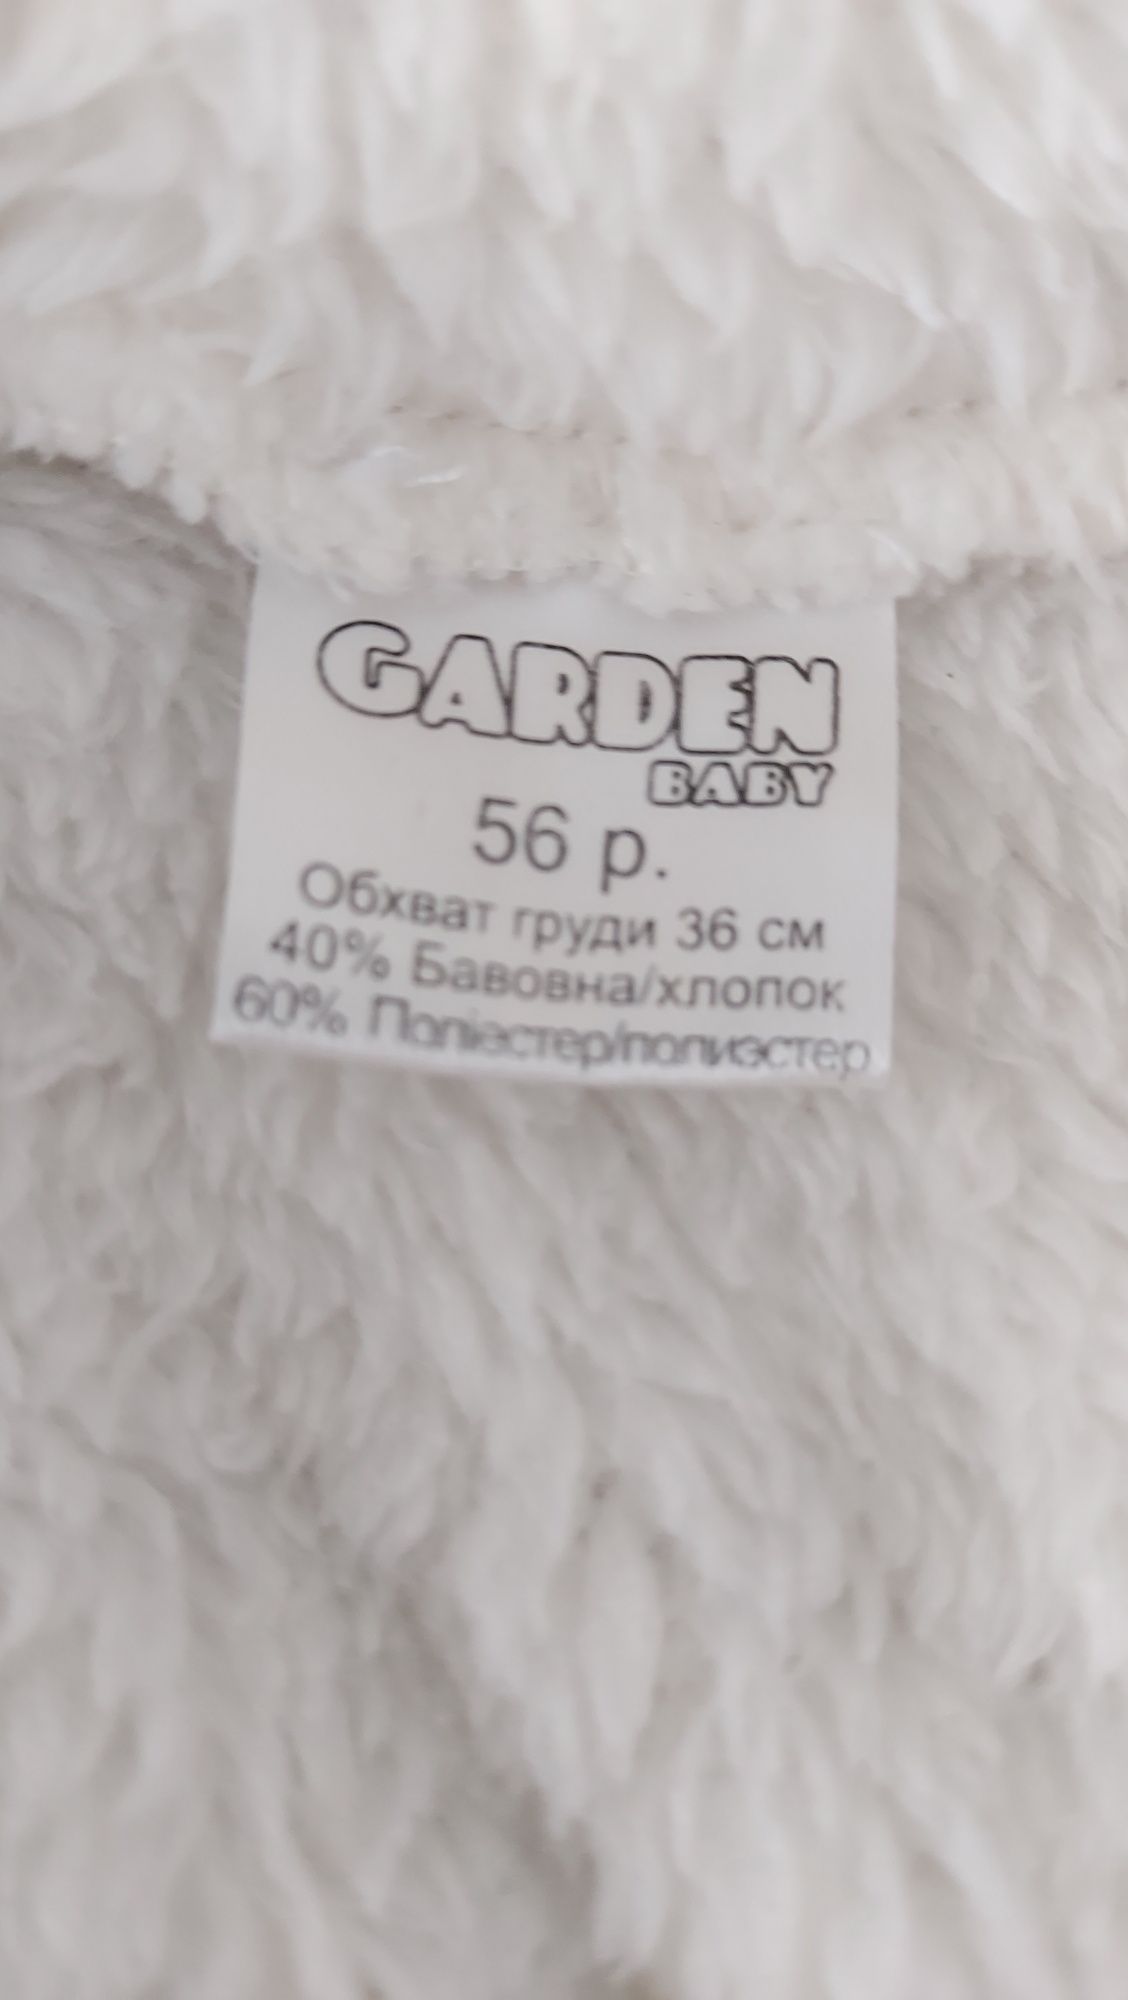 GARDEN
BABY
56 р.
Обхват груди 36 см
40% Бавовна/хлопок
60% Поліестер/полиэстер